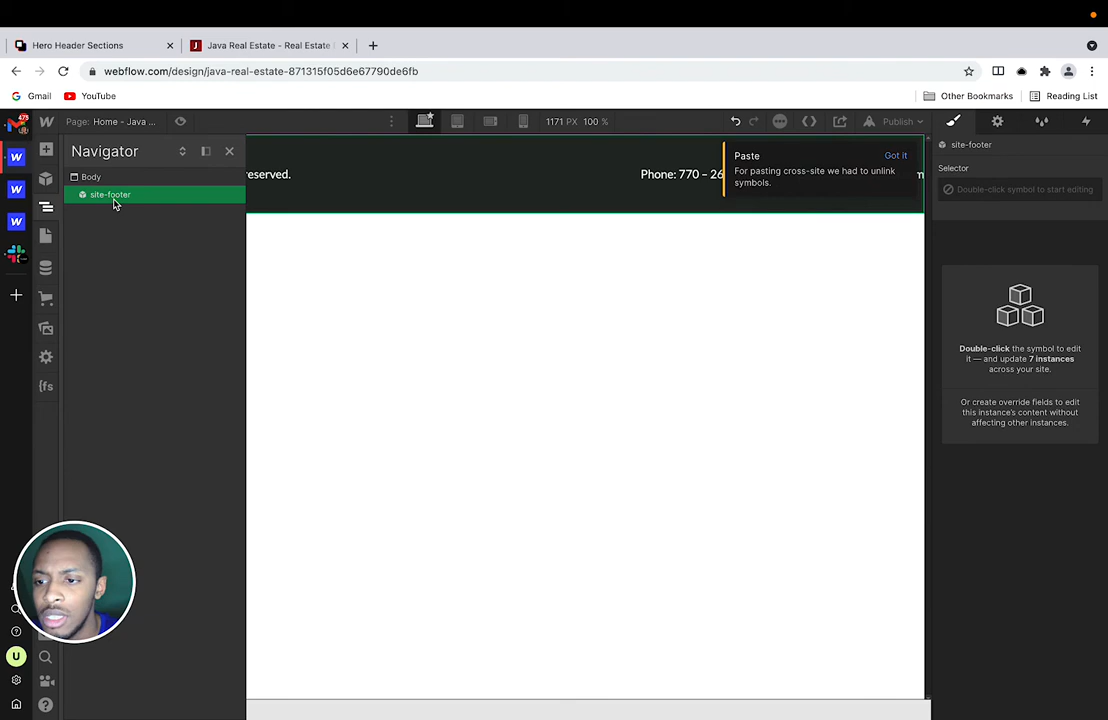 Hero Header Sections
Java Real Estate - Real Estate
webflow.com/design/java-real-estate-871315f05d6e67790de6fb
Gmail
YouTube
Other Bookmarks
Reading List
475
Page: Home - Java ...
1171 PX 100 %
Publish
Navigator
Body
site-footer
eserved.
Phone: 770 – 26
m
Paste
Got it
For pasting cross-site we had to unlink
symbols.
site-footer
Selector
Double-click symbol to start editing
Double-click the symbol to edit
it — and update 7 instances
across your site.
Or create override fields to edit
this instance's content without
affecting other instances.
{fs
U